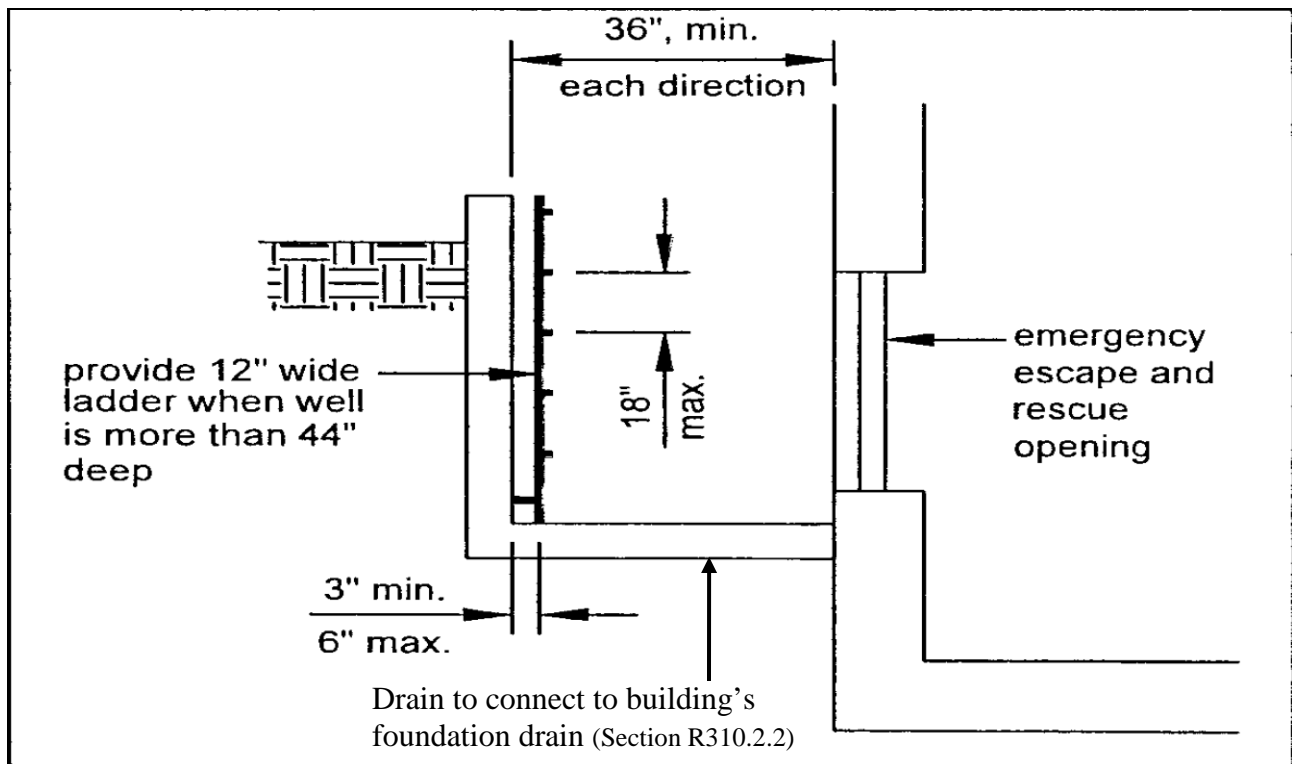 36", min.
each direction
provide 12" wide
ladder when well
is more than 44"
deep
18"
max.
emergency
escape and
rescue
opening
3" min.
6" max.
Drain to connect to building’s
foundation drain (Section R310.2.2)